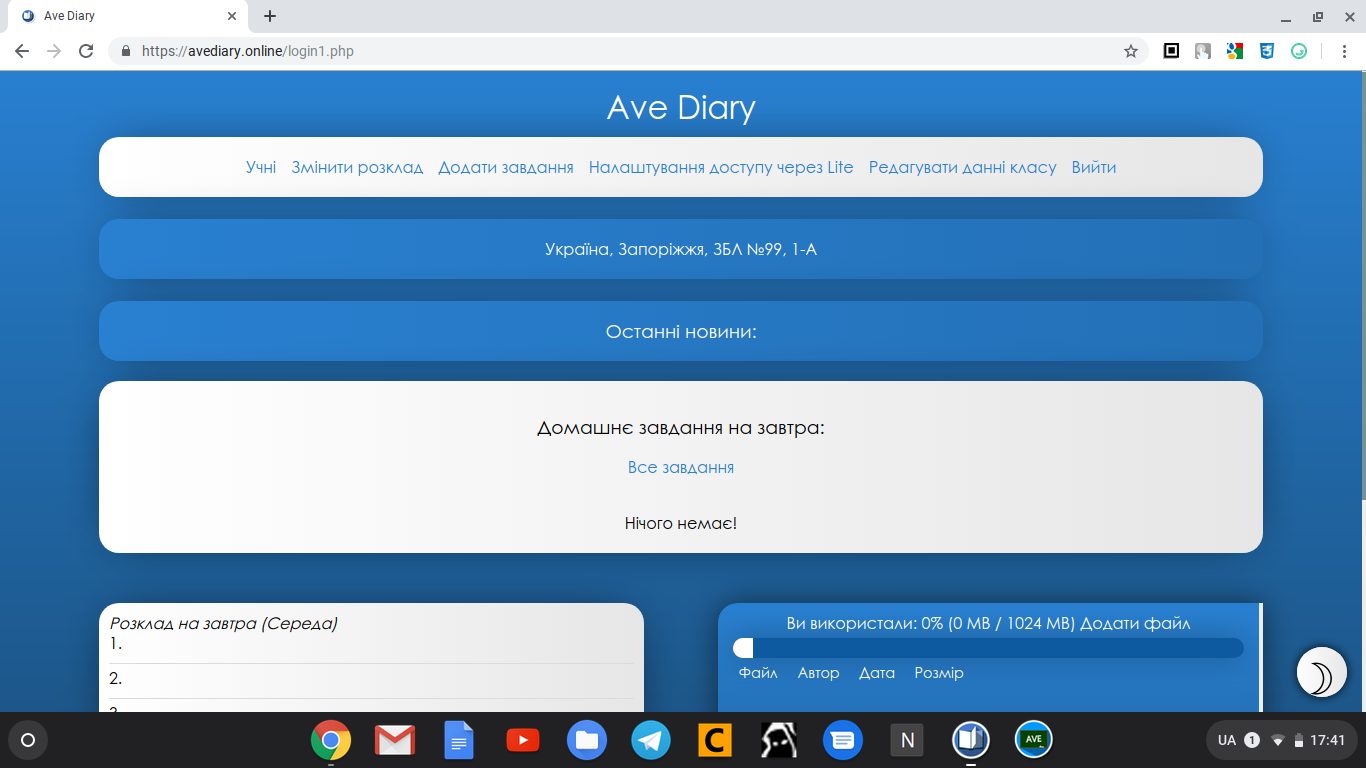 Ave Diary
https://avediary.online/login1.php
Ave Diary
Учні Змінити розклад Додати завдання Налаштування доступу через Lite Редагувати данні класу Вийти
Україна, Запоріжжя, ЗБЛ №99, 1-А
Останні новини:
Домашнє завдання на завтра:
Все завдання
Нічого немає!
Розклад на завтра (Середа)
1.
2.
Ви використали: 0% (0 MB / 1024 MB) Додати файл
Файл Автор Дата Розмір
C
N
AVE
UA 1 17:41